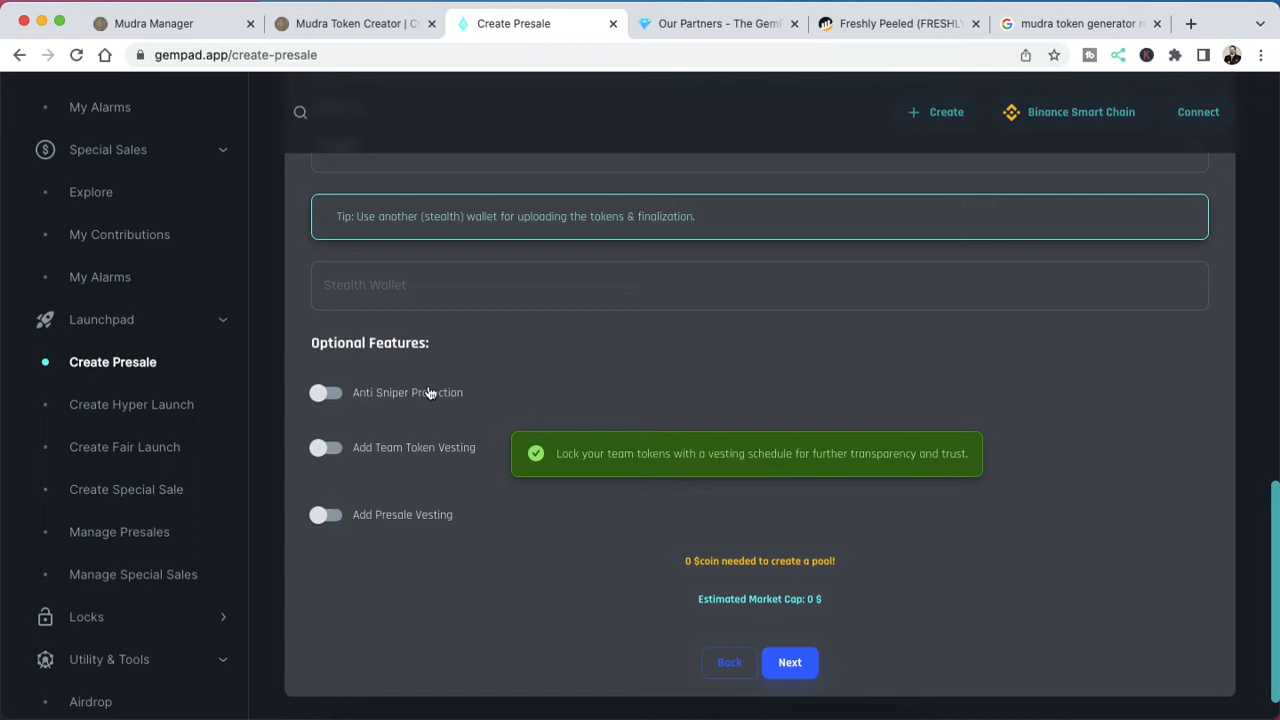 Mudra Manager
Mudra Token Creator | C
Create Presale
Our Partners - The GemP
Freshly Peeled (FRESHLY
mudra token generator re
gempad.app/create-presale
My Alarms
Special Sales
Explore
My Contributions
My Alarms
Launchpad
Create Presale
Create Hyper Launch
Create Fair Launch
Create Special Sale
Manage Presales
Manage Special Sales
Locks
Utility & Tools
Airdrop
Create
Binance Smart Chain
Connect
Tip: Use another (stealth) wallet for uploading the tokens & finalization.
Stealth Wallet
Optional Features:
Anti Sniper Protection
Add Team Token Vesting
Lock your team tokens with a vesting schedule for further transparency and trust.
Add Presale Vesting
0 $coin needed to create a pool!
Estimated Market Cap: 0 $
Back
Next